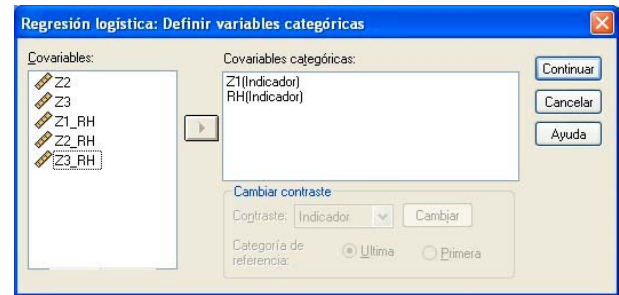 Regresión logística: Definir variables categóricas
Covariables:
Z2
Z3
Z1_RH
Z2_RH
Z3_RH
Covariables categóricas:
Z1(Indicador)
RH(Indicador)
Continuar
Cancelar
Ayuda
Cambiar contraste
Contraste: Indicador Cambiar
Categoría de
referencia: Ultima Primera